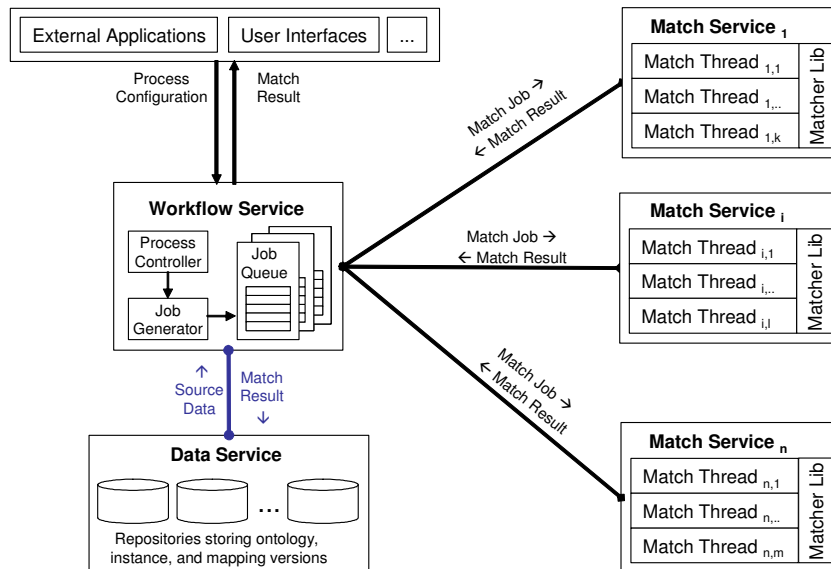 External Applications
User Interfaces
...
Process
Configuration
Match
Result
Workflow Service
Process
Controller
Job
Generator
Job
Queue
↑
Source
Data
Match
Result
↓
Data Service
...
Repositories storing ontology,
instance, and mapping versions
Match Job →
← Match Result
Match Job →
← Match Result
Match Job →
← Match Result
Match Service 1
Match Thread 1,1
Match Thread 1,..
Match Thread 1,k
Matcher Lib
Match Service i
Match Thread i,1
Match Thread i,..
Match Thread i,l
Matcher Lib
Match Service n
Match Thread n,1
Match Thread n,..
Match Thread n,m
Matcher Lib